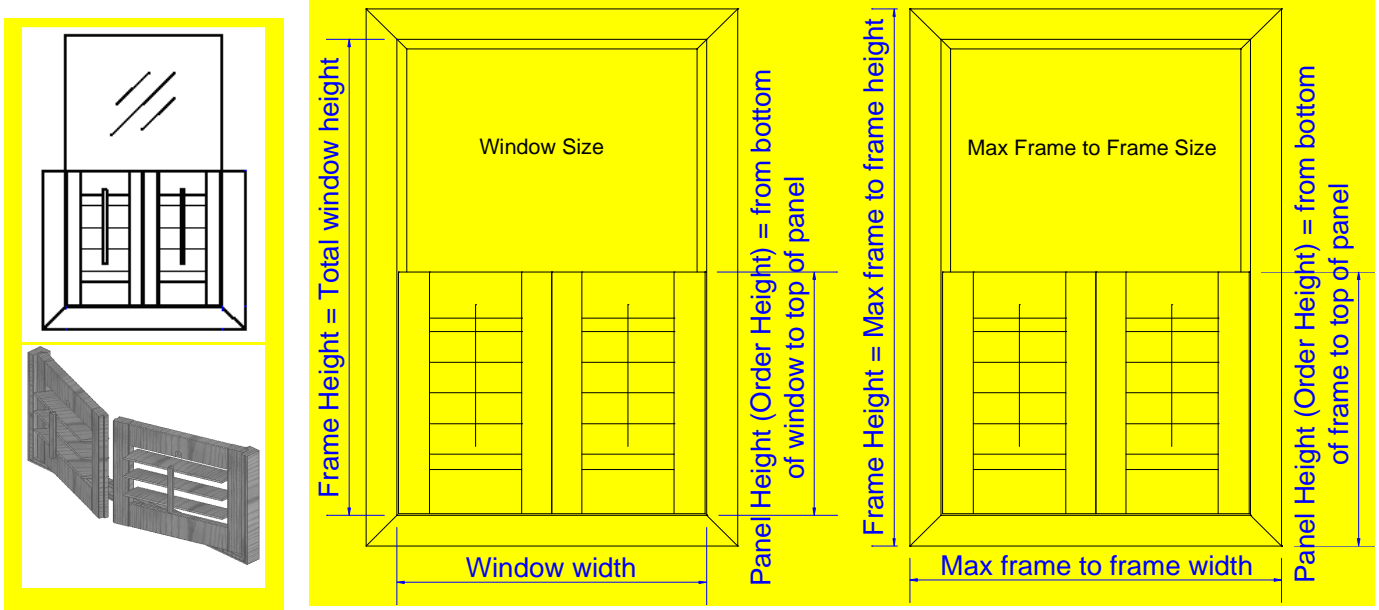 Frame Height = Total window height
Window Size
Panel Height (Order Height) = from bottom
of window to top of panel
Window width
Frame Height = Max frame to frame height
Max Frame to Frame Size
Panel Height (Order Height) = from bottom
of frame to top of panel
Max frame to frame width